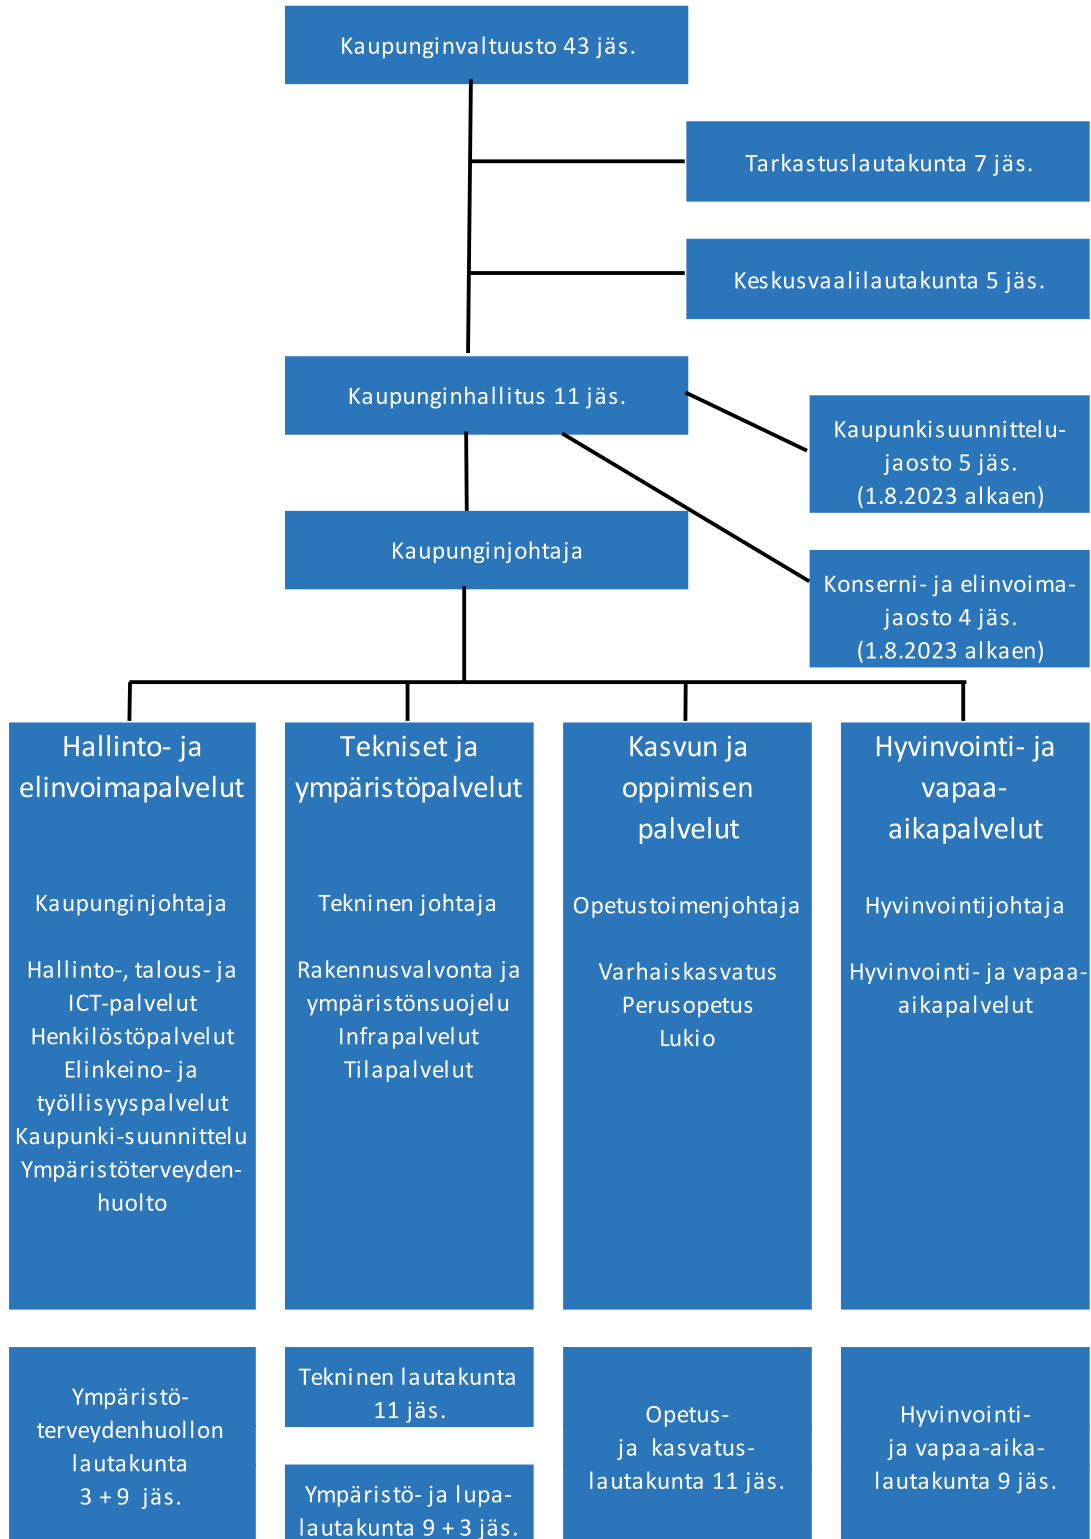 Kaupunginvaltuusto 43 jäs.
Tarkastuslautakunta 7 jäs.
Keskusvaalilautakunta 5 jäs.
Kaupunginhallitus 11 jäs.
Kaupunkisuunnittelu-
jaosto 5 jäs.
(1.8.2023 alkaen)
Kaupunginjohtaja
Konserni- ja elinvoima-
jaosto 4 jäs.
(1.8.2023 alkaen)
Hallinto- ja
elinvoimapalvelut
Kaupunginjohtaja
Hallinto-, talous- ja
ICT-palvelut
Henkilöstöpalvelut
Elinkeino- ja
työllisyyspalvelut
Kaupunki-suunnittelu
Ympäristöterveyden-
huolto
Tekniset ja
ympäristöpalvelut
Tekninen johtaja
Rakennusvalvonta ja
ympäristönsuojelu
Infrapalvelut
Tilapalvelut
Kasvun ja
oppimisen
palvelut
Opetustoimenjohtaja
Varhaiskasvatus
Perusopetus
Lukio
Hyvinvointi- ja
vapaa-
aikapalvelut
Hyvinvointijohtaja
Hyvinvointi- ja vapaa-
aikapalvelut
Ympäristö-
terveydenhuollon
lautakunta
3 + 9 jäs.
Tekninen lautakunta
11 jäs.
Ympäristö- ja lupa-
lautakunta 9 + 3 jäs.
Opetus-
ja kasvatus-
lautakunta 11 jäs.
Hyvinvointi-
ja vapaa-aika-
lautakunta 9 jäs.